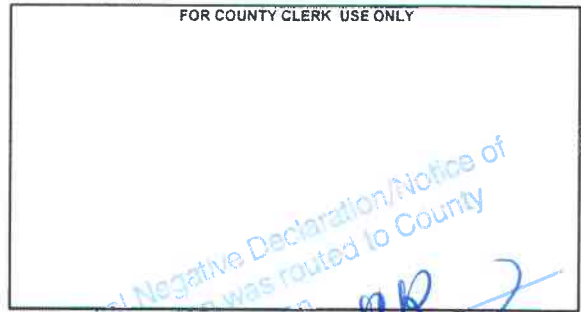 FOR COUNTY CLERK USE ONLY
Negative Declaration/Notice of
was routed to County